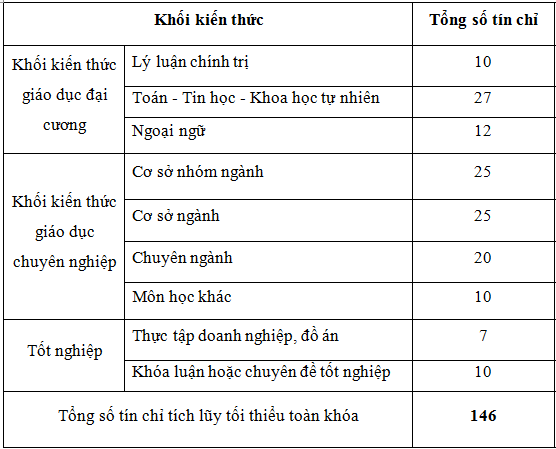 Khối kiến thức
Tổng số tín chỉ
Khối kiến thức
giáo dục đại
cương
Lý luận chính trị
10
Toán - Tin học - Khoa học tự nhiên
27
Ngoại ngữ
12
Khối kiến thức
giáo dục
chuyên nghiệp
Cơ sở nhóm ngành
25
Cơ sở ngành
25
Chuyên ngành
20
Môn học khác
10
Tốt nghiệp
Thực tập doanh nghiệp, đồ án
7
Khóa luận hoặc chuyên đề tốt nghiệp
10
Tổng số tín chỉ tích lũy tối thiểu toàn khóa
146